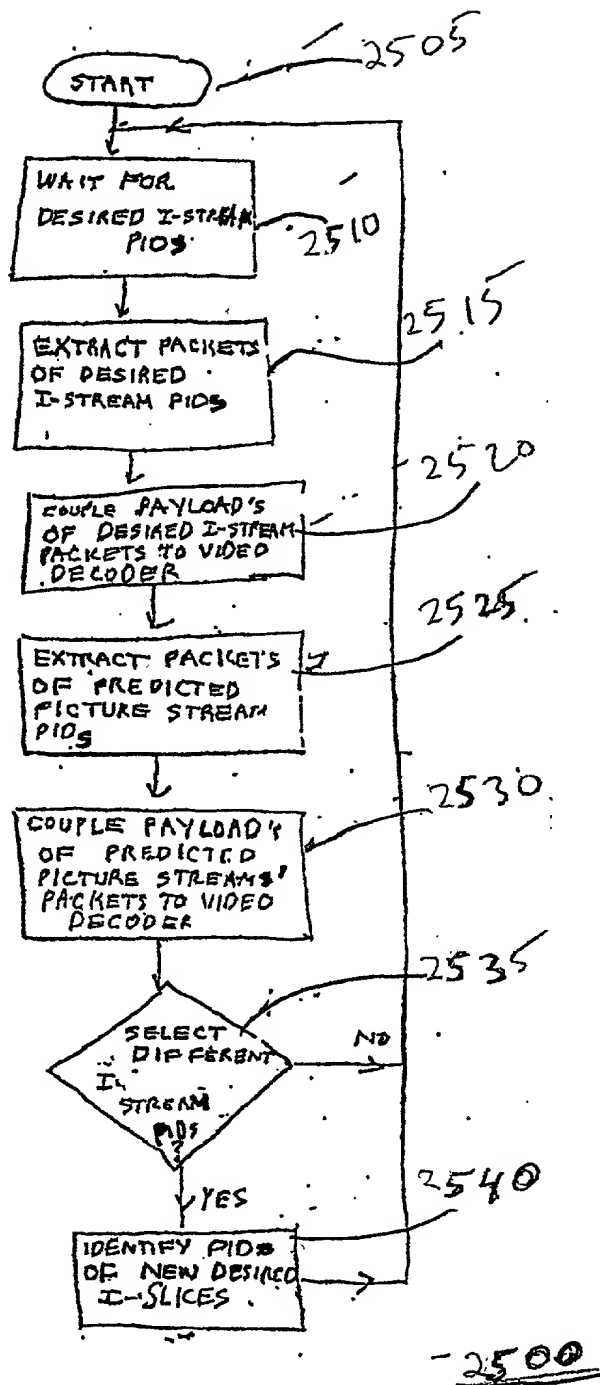 2505
START
WAIT FOR
DESIRED I-STREAM
PIDS
2510
2515
EXTRACT PACKETS
OF DESIRED
I-STREAM PIDS
2520
COUPLE PAYLOAD'S
OF DESIRED I-STREAM
PACKETS TO VIDEO
DECODER
2525
EXTRACT PACKETS
OF PREDICTED
PICTURE STREAM
PIDS
2530
COUPLE PAYLOAD'S
OF PREDICTED
PICTURE STREAMS'
PACKETS TO VIDEO
DECODER
2535
SELECT
DIFFERENT
I-
STREAM
PIDS
?
NO
YES
2540
IDENTIFY PIDS
OF NEW DESIRED
I-SLICES
2500